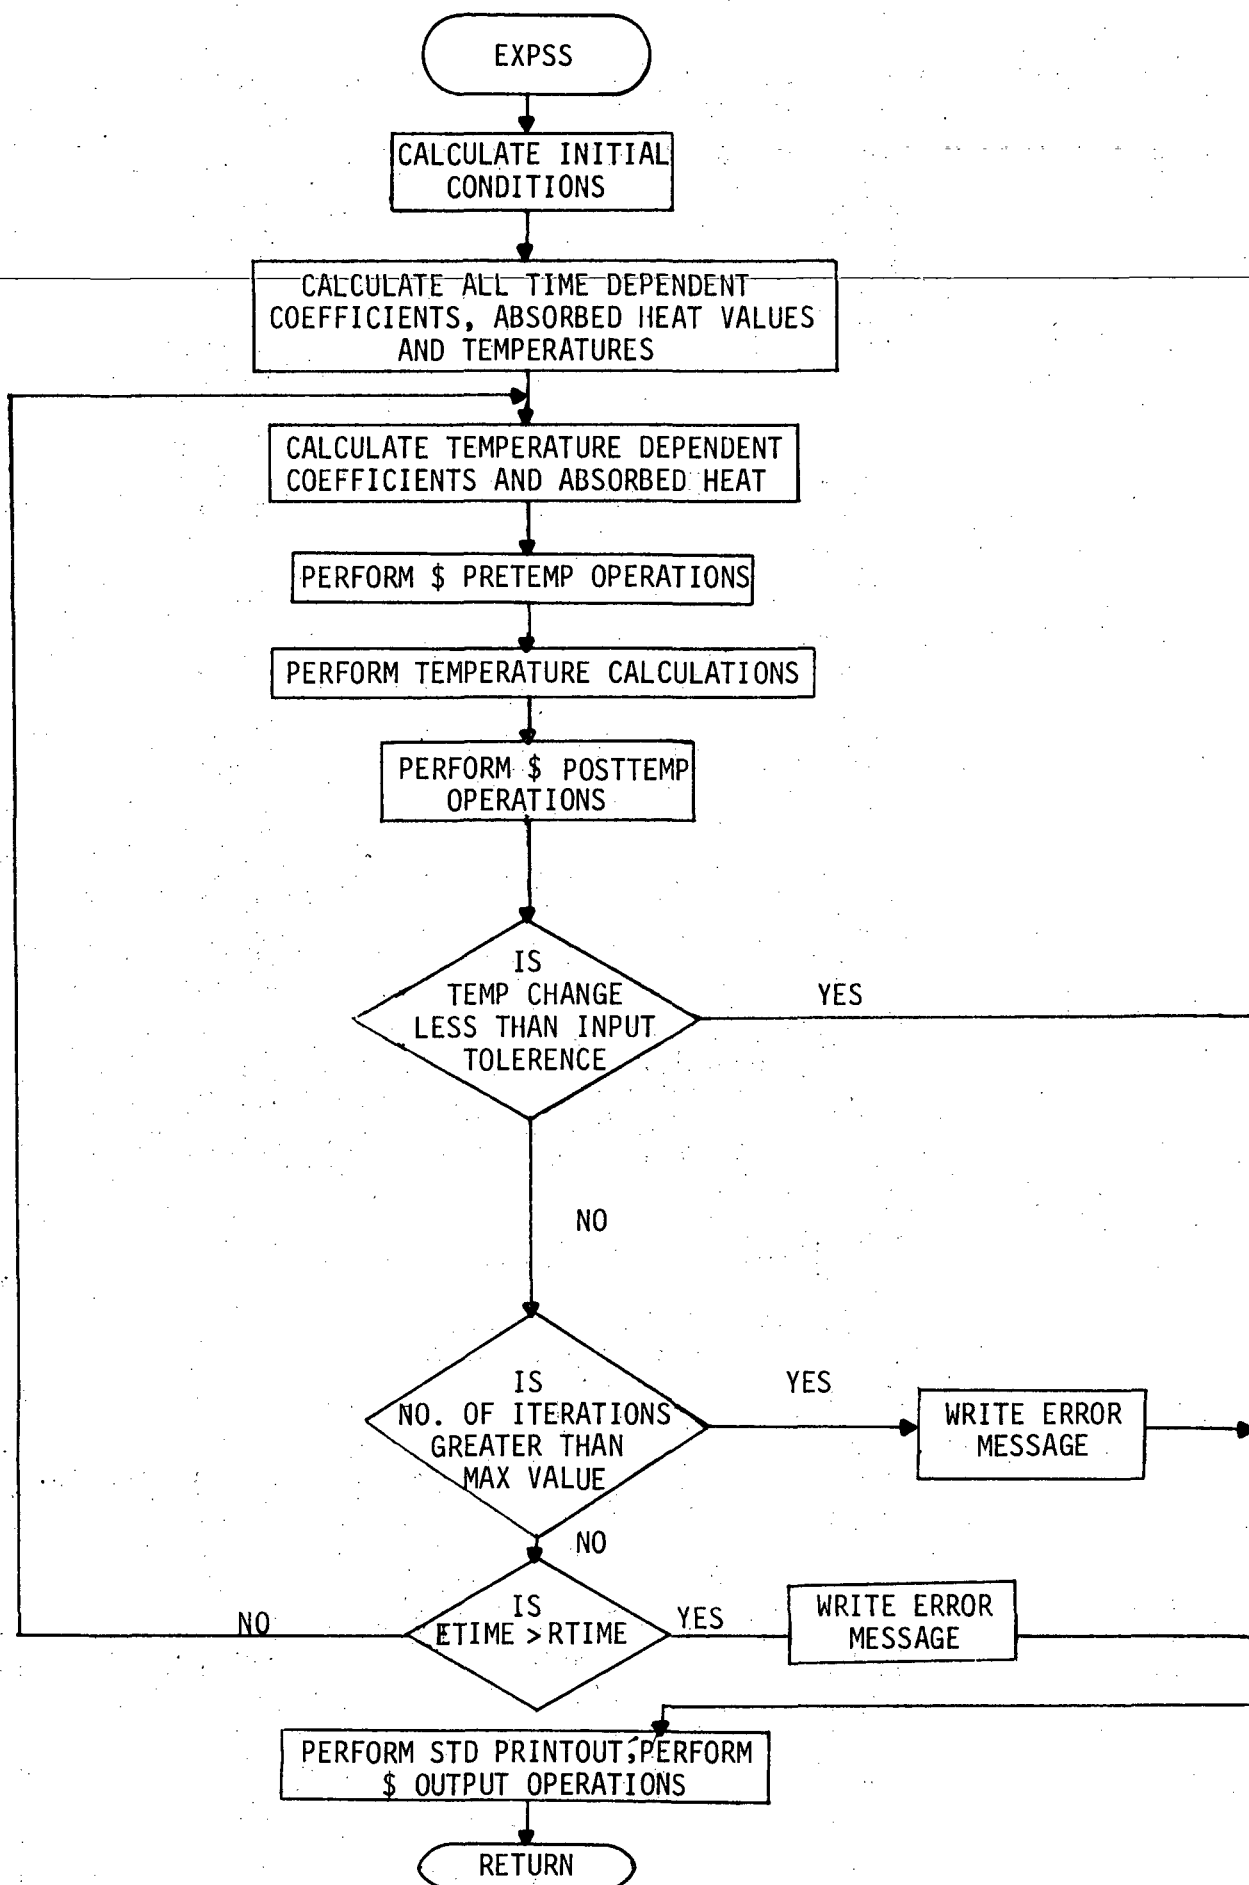 EXPSS
CALCULATE INITIAL
CONDITIONS
CALCULATE ALL TIME DEPENDENT
COEFFICIENTS, ABSORBED HEAT VALUES
AND TEMPERATURES
CALCULATE TEMPERATURE DEPENDENT
COEFFICIENTS AND ABSORBED HEAT
PERFORM $ PRETEMP OPERATIONS
PERFORM TEMPERATURE CALCULATIONS
PERFORM $ POSTTEMP
OPERATIONS
IS
TEMP CHANGE
LESS THAN INPUT
TOLERENCE
YES
NO
IS
NO. OF ITERATIONS
GREATER THAN
MAX VALUE
YES
WRITE ERROR
MESSAGE
NO
IS
ETIME > RTIME
NO
YES
WRITE ERROR
MESSAGE
PERFORM STD PRINTOUT, PERFORM
$ OUTPUT OPERATIONS
RETURN